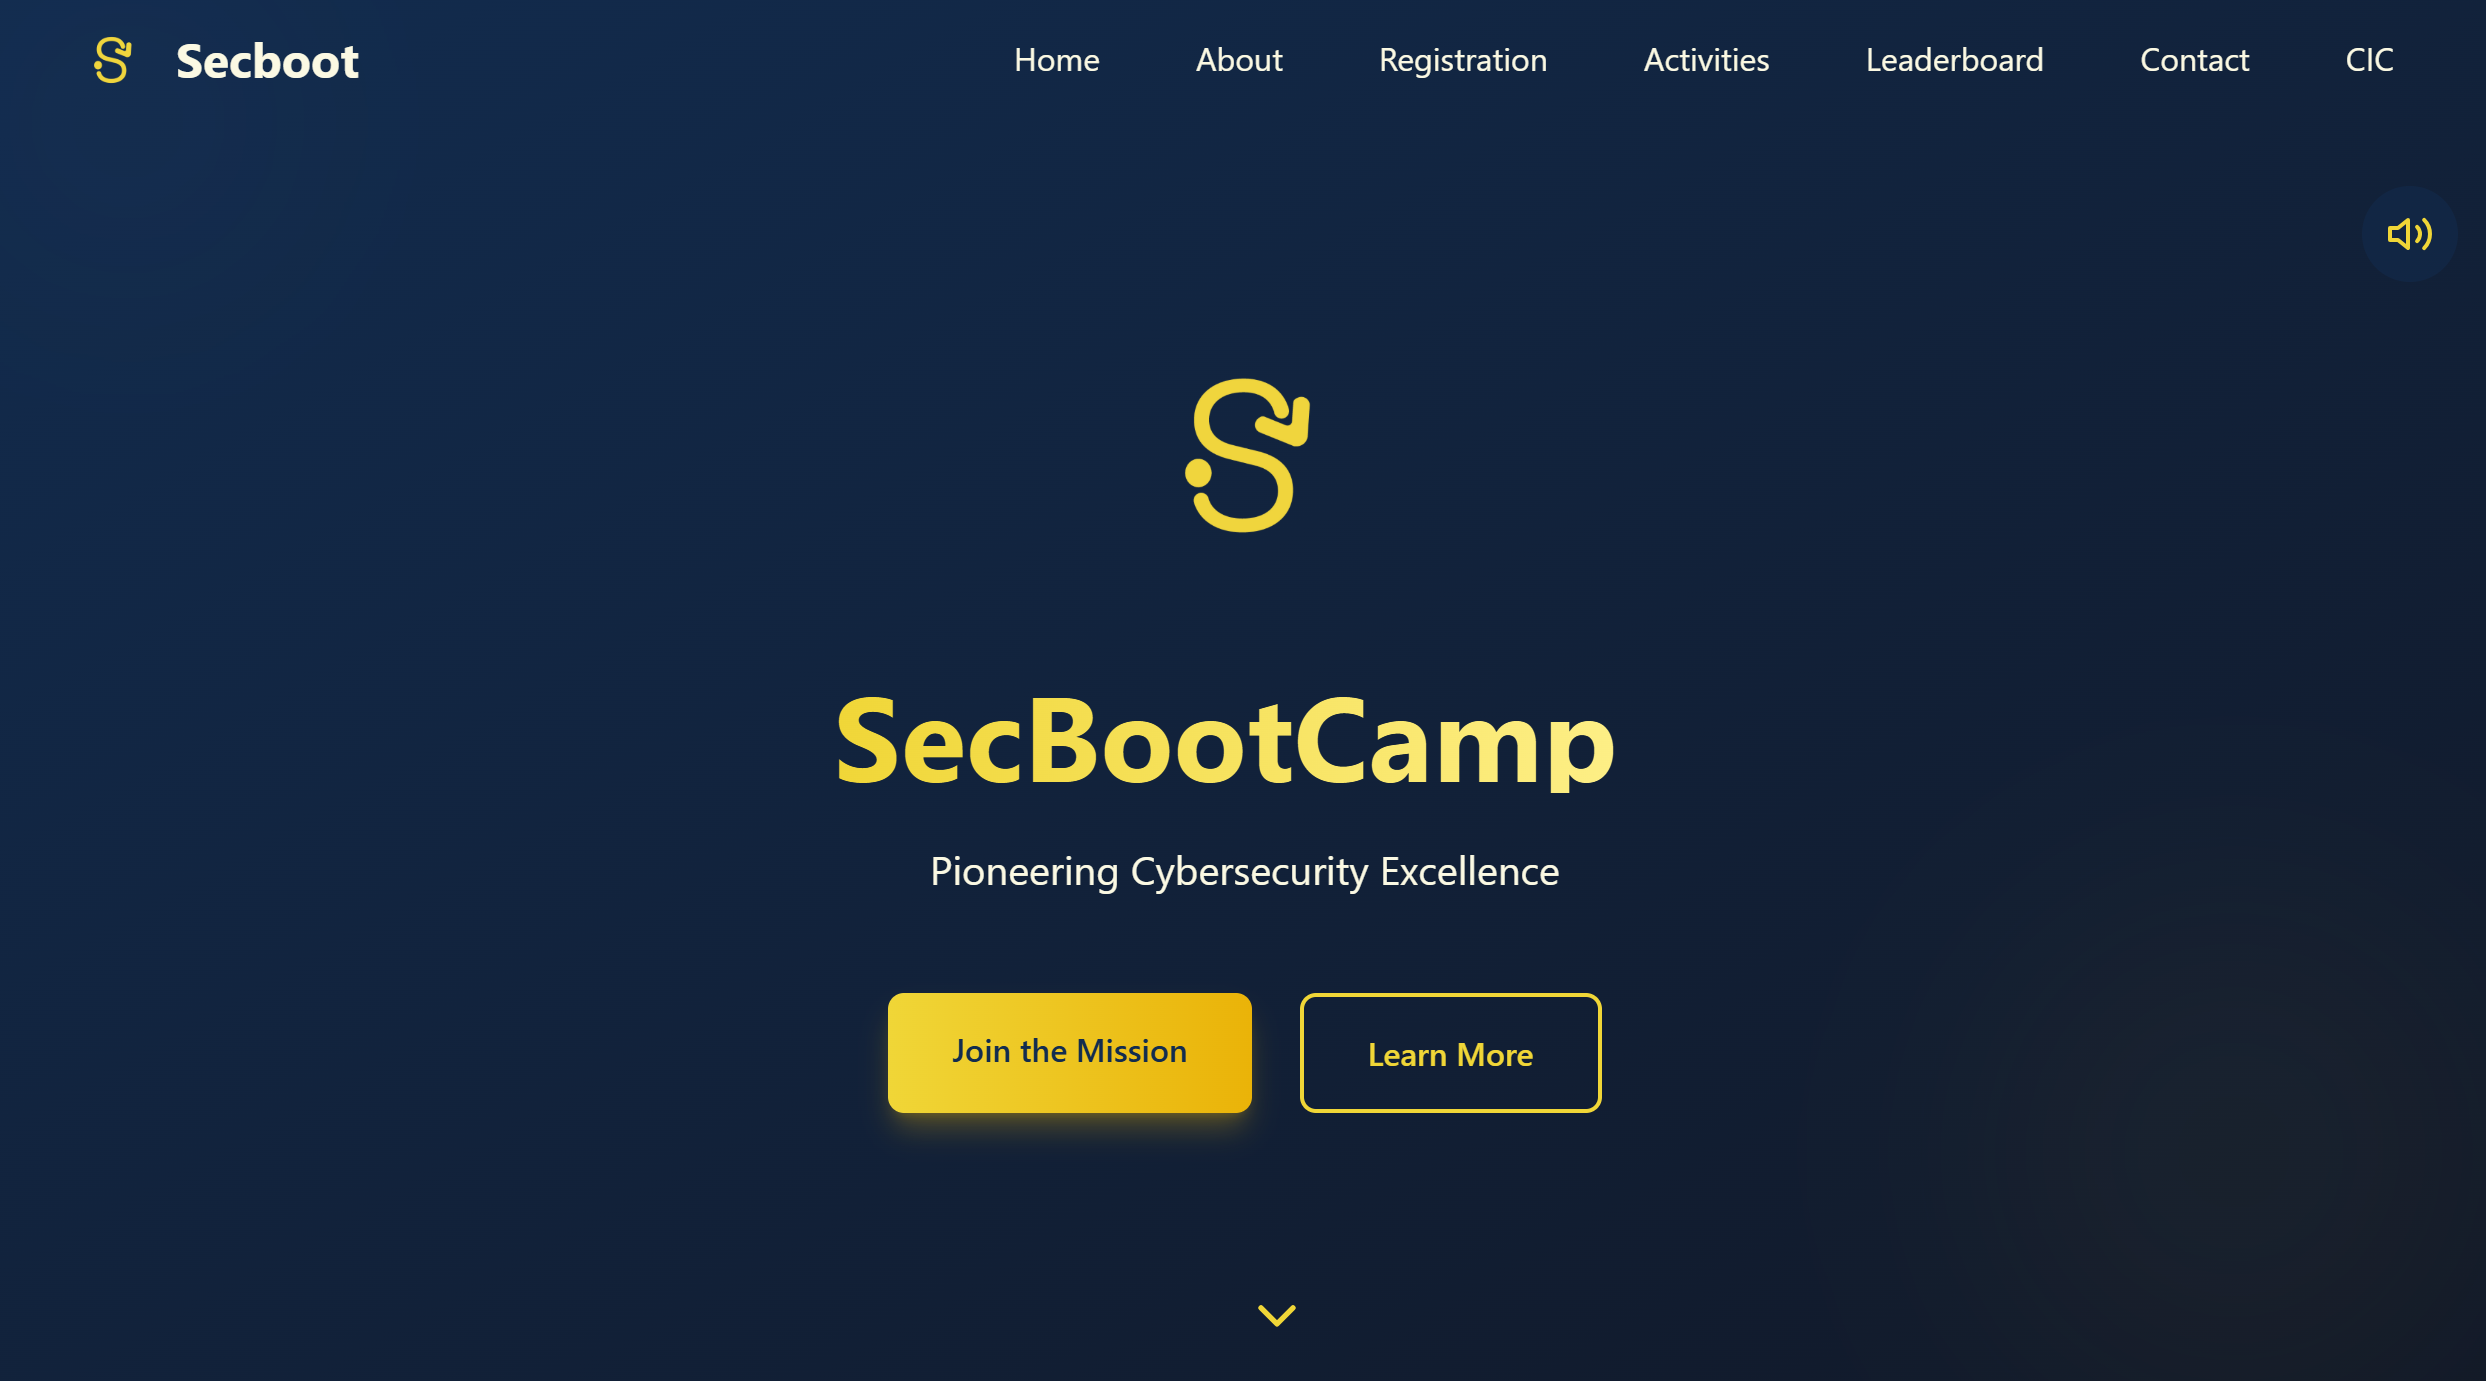 Secboot
Home About Registration Activities Leaderboard Contact CIC
SecBootCamp
Pioneering Cybersecurity Excellence
Join the Mission
Learn More